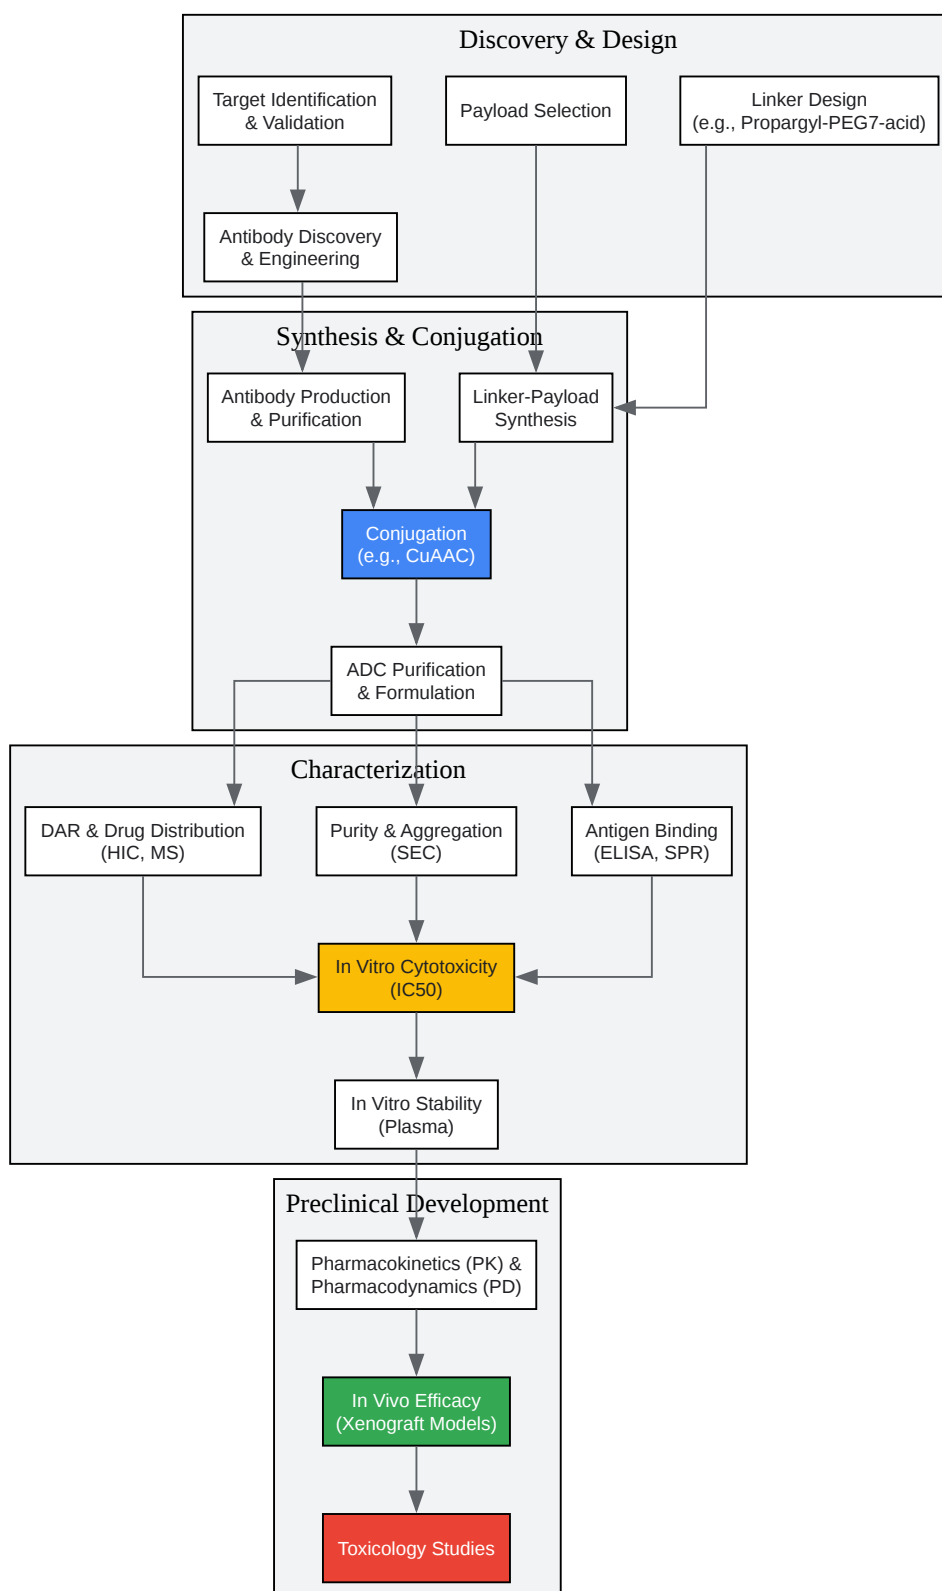 Discovery & Design
Target Identification
& Validation
Payload Selection
Linker Design
(e.g., Propargyl-PEG7-acid)
Antibody Discovery
& Engineering
Synthesis & Conjugation
Antibody Production
& Purification
Linker-Payload
Synthesis
Conjugation
(e.g., CuAAC)
ADC Purification
& Formulation
Characterization
DAR & Drug Distribution
(HIC, MS)
Purity & Aggregation
(SEC)
Antigen Binding
(ELISA, SPR)
In Vitro Cytotoxicity
(IC50)
In Vitro Stability
(Plasma)
Preclinical Development
Pharmacokinetics (PK) &
Pharmacodynamics (PD)
In Vivo Efficacy
(Xenograft Models)
Toxicology Studies